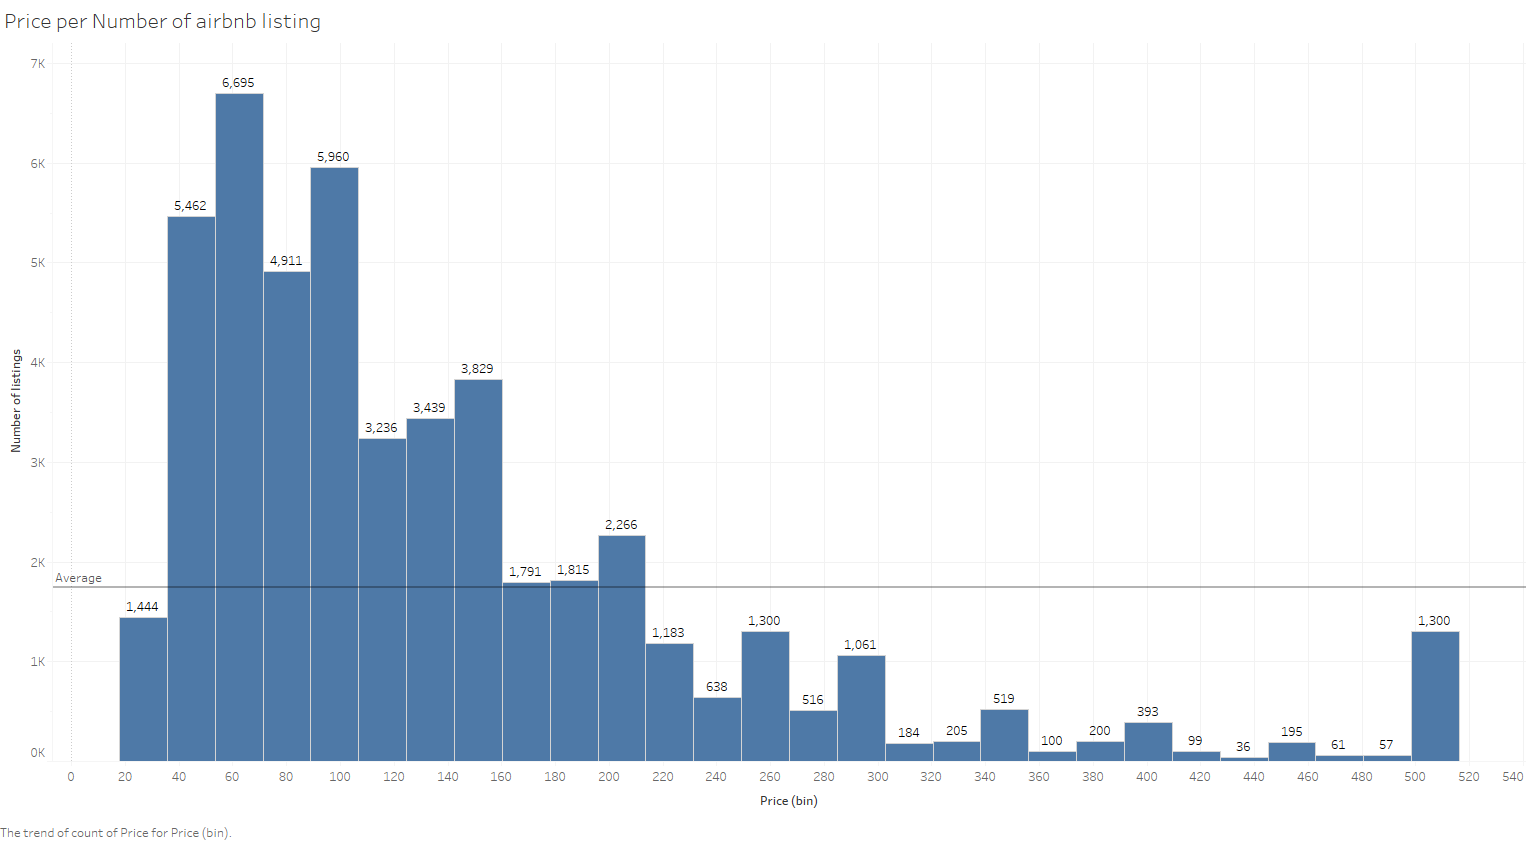 Price per Number of airbnb listing
7K
6K
5K
4K
3K
2K
1K
0K
Number of listings
Average
1,444
5,462
6,695
4,911
5,960
3,236
3,439
3,829
1,791
1,815
2,266
1,183
638
1,300
516
1,061
184
205
519
100
200
393
99
36
195
61
57
1,300
0 20 40 60 80 100 120 140 160 180 200 220 240 260 280 300 320 340 360 380 400 420 440 460 480 500 520 540
Price (bin)
The trend of count of Price for Price (bin).